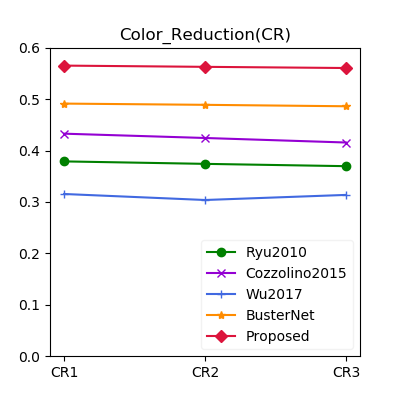 Color_Reduction(CR)
0.6
0.5
0.4
0.3
0.2
0.1
0.0
Ryu2010
Cozzolino2015
Wu2017
BusterNet
Proposed
CR1 CR2 CR3